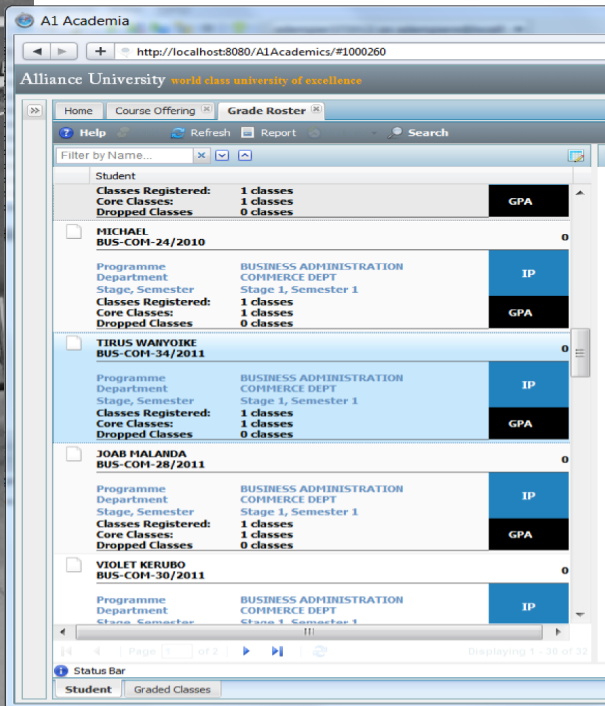 A1 Academia
http://localhost:8080/A1Academics/#1000260
Alliance University world class university of excellence
Home Course Offering Grade Roster
Help Refresh Report Search
Filter by Name...
Student
Classes Registered: 1 classes
Core Classes: 1 classes GPA
Dropped Classes 0 classes
MICHAEL
BUS-COM-24/2010 0
Programme BUSINESS ADMINISTRATION
Department COMMERCE DEPT IP
Stage, Semester Stage 1, Semester 1
Classes Registered: 1 classes
Core Classes: 1 classes GPA
Dropped Classes 0 classes
TIRUS WANYOIKE
BUS-COM-34/2011 0
Programme BUSINESS ADMINISTRATION
Department COMMERCE DEPT IP
Stage, Semester Stage 1, Semester 1
Classes Registered: 1 classes
Core Classes: 1 classes GPA
Dropped Classes 0 classes
JOAB MALANDA
BUS-COM-28/2011 0
Programme BUSINESS ADMINISTRATION
Department COMMERCE DEPT IP
Stage, Semester Stage 1, Semester 1
Classes Registered: 1 classes
Core Classes: 1 classes GPA
Dropped Classes 0 classes
VIOLET KERUBO
BUS-COM-30/2011 0
Programme BUSINESS ADMINISTRATION
Department COMMERCE DEPT IP
Stage, Semester Stage 1, Semester 1
Page 1 of 2 Displaying 1 - 36 of 32
Status Bar
Student Graded Classes